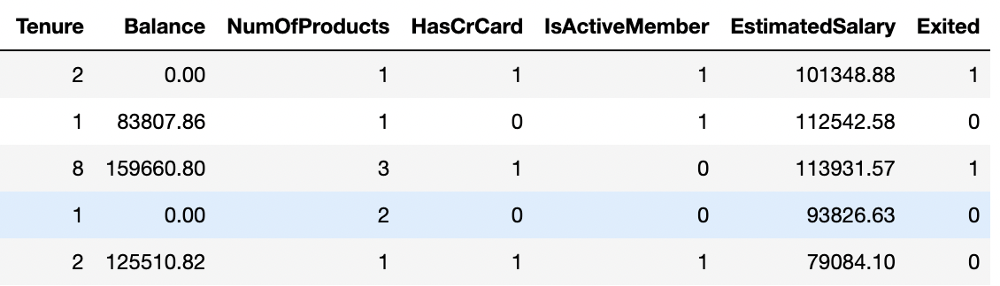 Tenure Balance NumOfProducts HasCrCard IsActiveMember EstimatedSalary Exited
2 0.00 1 1 1 101348.88 1
1 83807.86 1 0 1 112542.58 0
8 159660.80 3 1 0 113931.57 1
1 0.00 2 0 0 93826.63 0
2 125510.82 1 1 1 79084.10 0